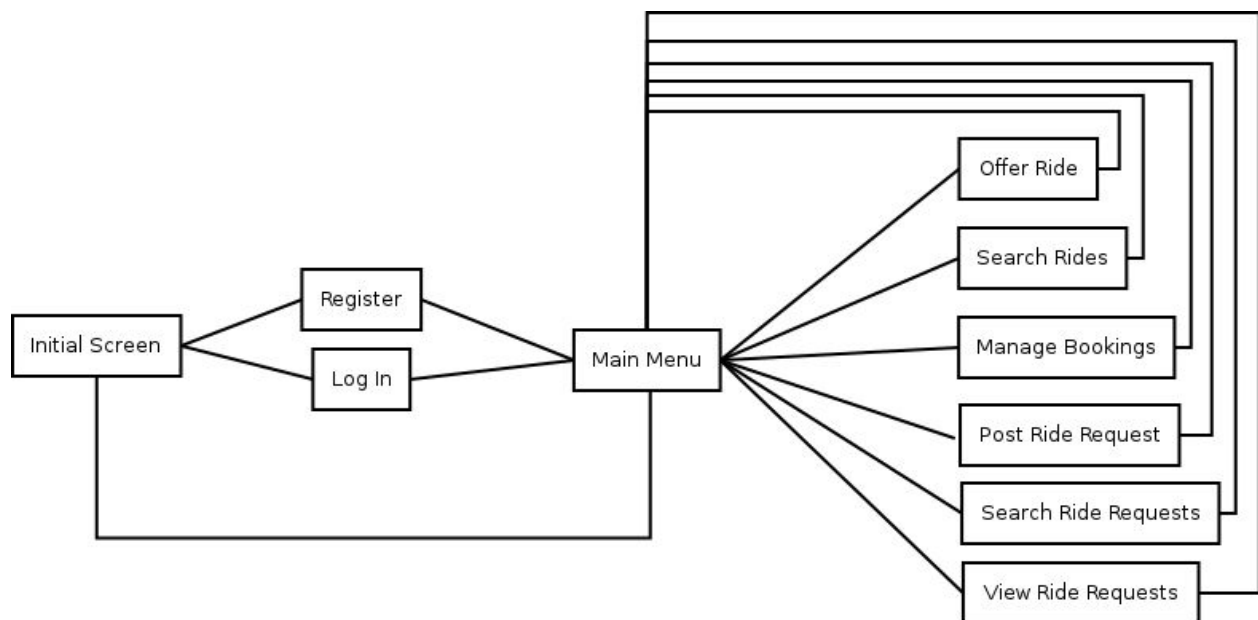 Initial Screen
Register
Log In
Main Menu
Offer Ride
Search Rides
Manage Bookings
Post Ride Request
Search Ride Requests
View Ride Requests